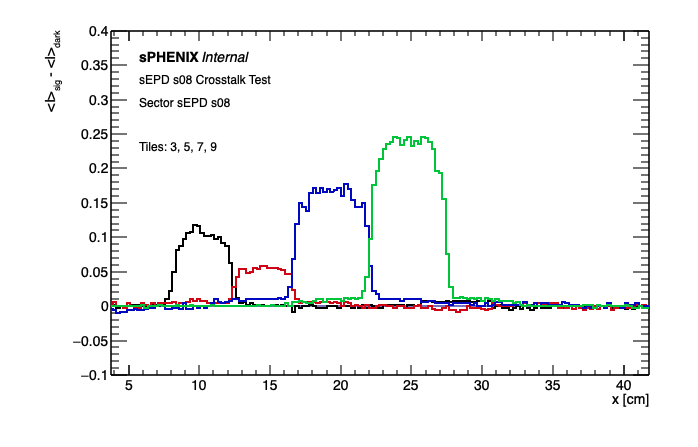 <I>sig - <I>dark
0.4
0.35
0.3
0.25
0.2
0.15
0.1
0.05
0
−0.05
−0.1
sPHENIX Internal
sEPD s08 Crosstalk Test
Sector sEPD s08
Tiles: 3, 5, 7, 9
5 10 15 20 25 30 35 40
x [cm]